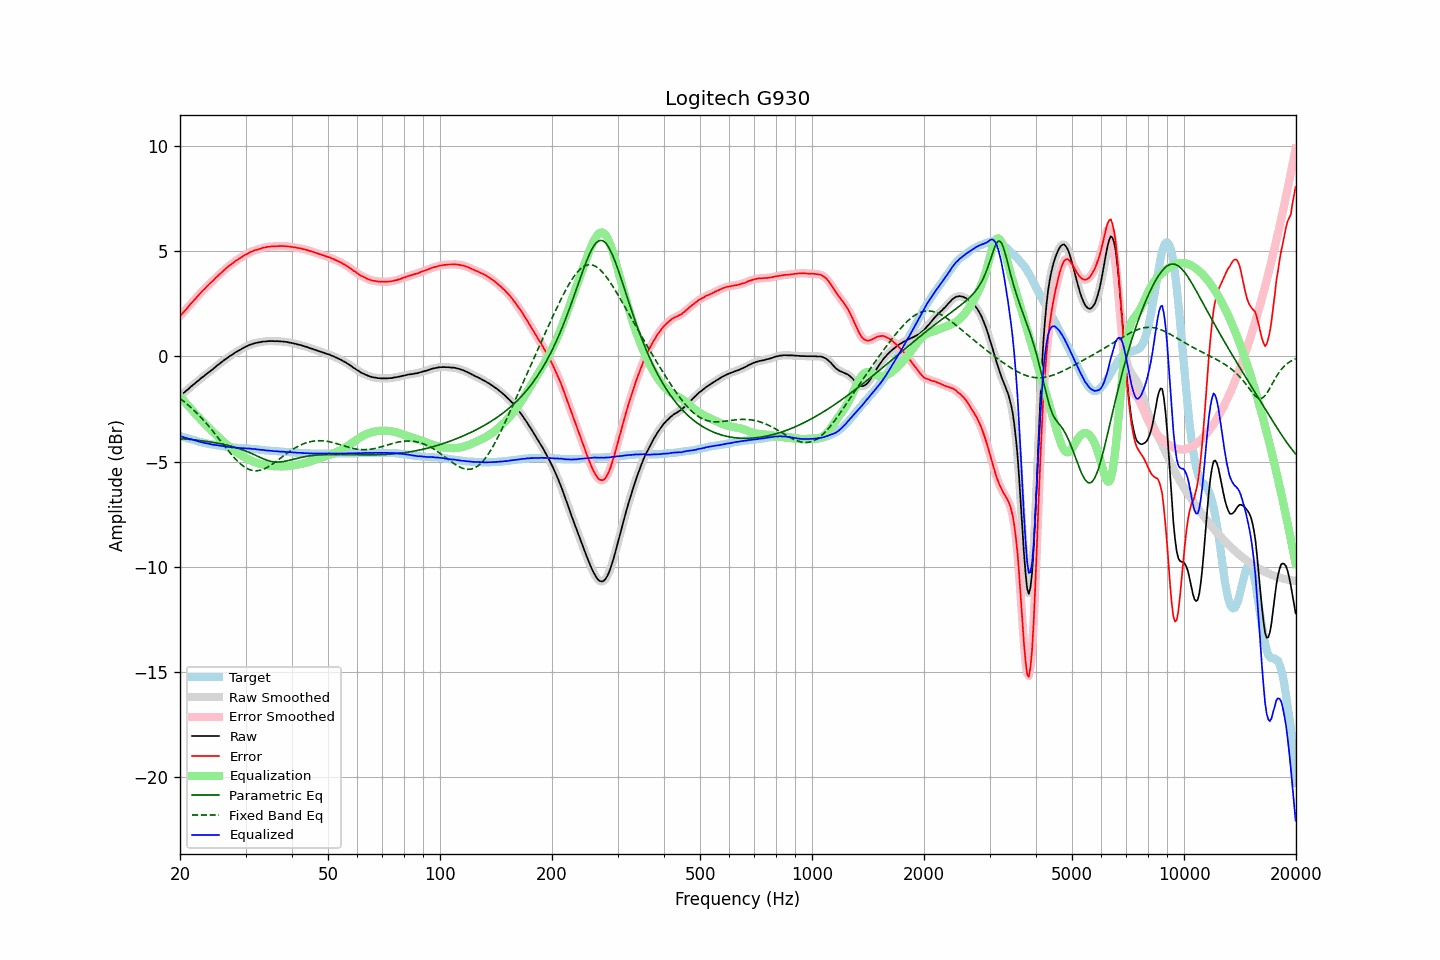 Logitech G930
Amplitude (dBr)
10
5
0
−5
−10
−15
−20
Target
Raw Smoothed
Error Smoothed
Raw
Error
Equalization
Parametric Eq
Fixed Band Eq
Equalized
20 50 100 200 500 1000 2000 5000 10000 20000
Frequency (Hz)